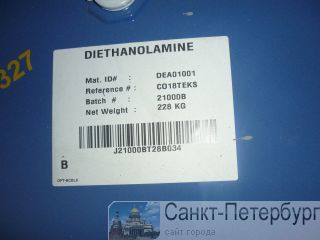 327
DIETHANOLAMINE
Mat. ID# : DEA01001
Reference # : CO18TEKS
Batch # : 21000B
Net Weight : 228 KG
J21000BT28B034
B
Санкт-Петербург
сайт города